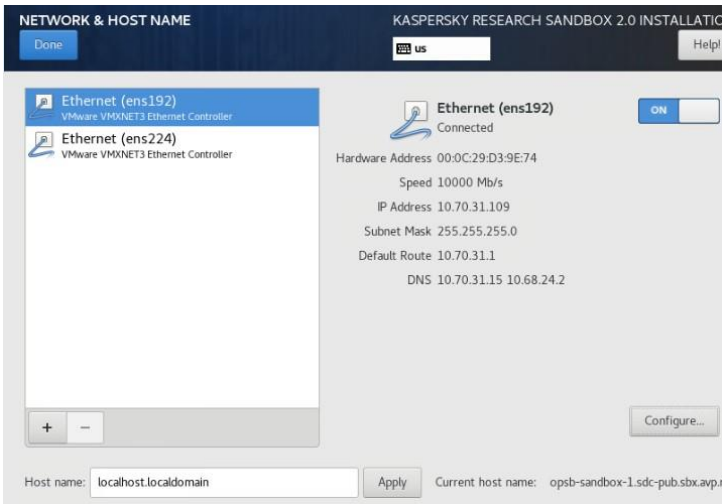 NETWORK & HOST NAME
KASPERSKY RESEARCH SANDBOX 2.0 INSTALLATIO
Done
us
Help!
Ethernet (ens192)
VMware VMXNET3 Ethernet Controller
Ethernet (ens224)
VMware VMXNET3 Ethernet Controller
Ethernet (ens192)
Connected
ON
Hardware Address 00:0C:29:D3:9E:74
Speed 10000 Mb/s
IP Address 10.70.31.109
Subnet Mask 255.255.255.0
Default Route 10.70.31.1
DNS 10.70.31.15 10.68.24.2
+ −
Configure...
Host name: localhost.localdomain Apply Current host name: opsb-sandbox-1.sdc-pub.sbx.avp.r